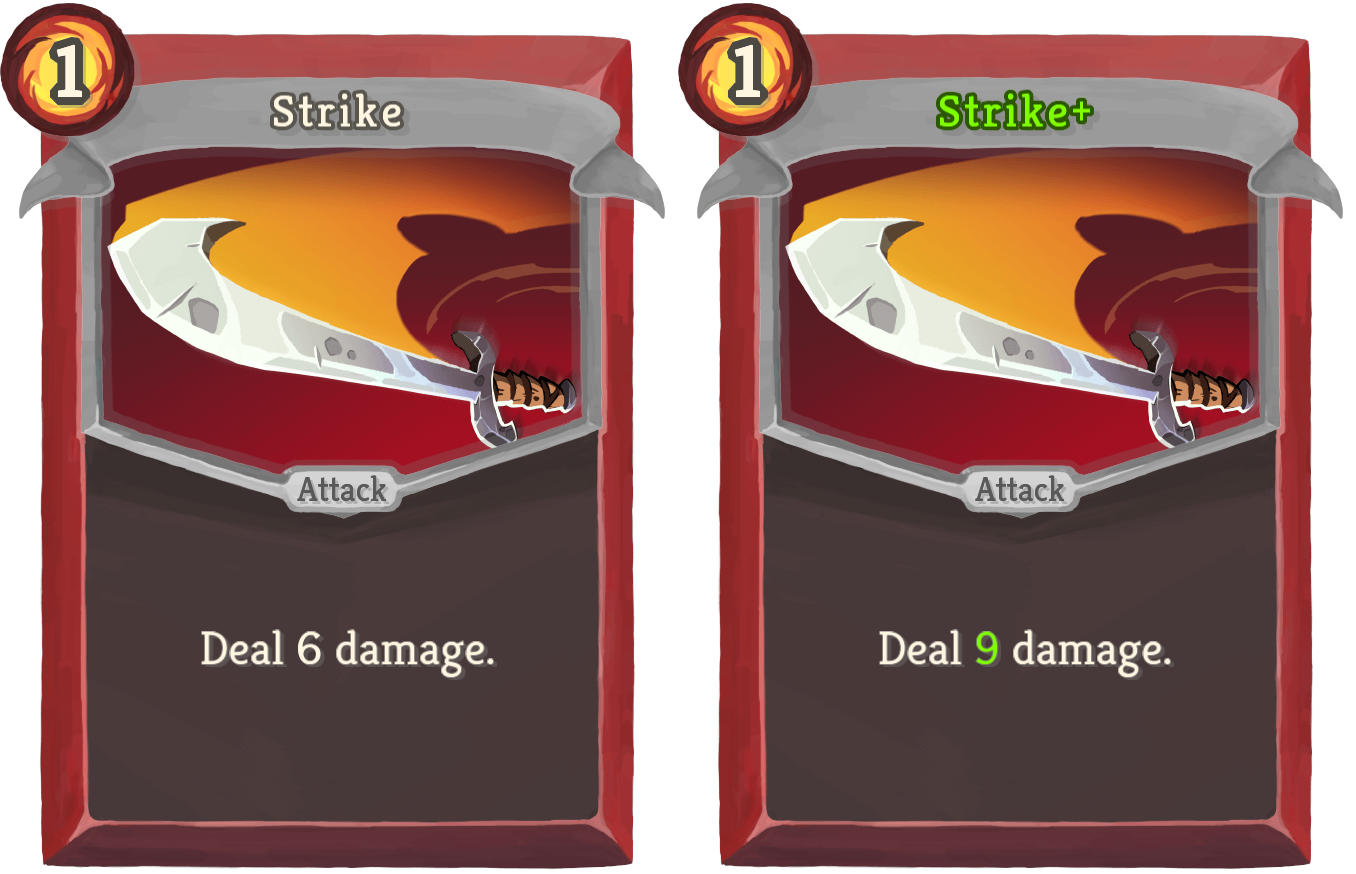 1
Strike
Attack
Deal 6 damage.
1
Strike+
Attack
Deal 9 damage.